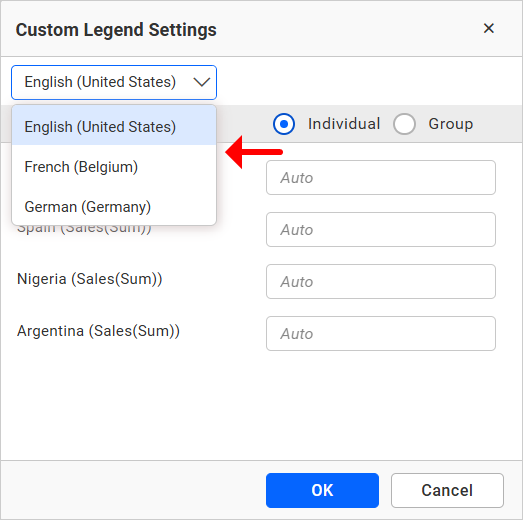 Custom Legend Settings ✕
English (United States)
English (United States)
Individual Group
French (Belgium)
Auto
German (Germany)
Spain (Sales(Sum))
Auto
Nigeria (Sales(Sum))
Auto
Argentina (Sales(Sum))
Auto
OK Cancel